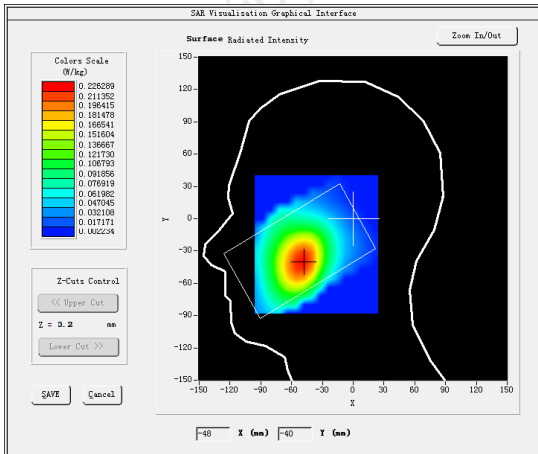 SAR Visualisation Graphical Interface
Surface Radiated Intensity
Zoom In/Out
Colors Scale
(W/kg)
0.226289
0.211352
0.196415
0.181478
0.166541
0.151604
0.136667
0.121730
0.106793
0.091856
0.076919
0.061982
0.047045
0.032108
0.017171
0.002234
Z-Cuts Control
<< Upper Cut
Z = 0.2 mm
Lower Cut >>
SAVE Cancel
150
120
90
60
30
0
-30
-60
-90
-120
-150
Y
-150 -120 -90 -60 -30 0 30 60 90 120 150
X
-48 X (mm) -40 Y (mm)